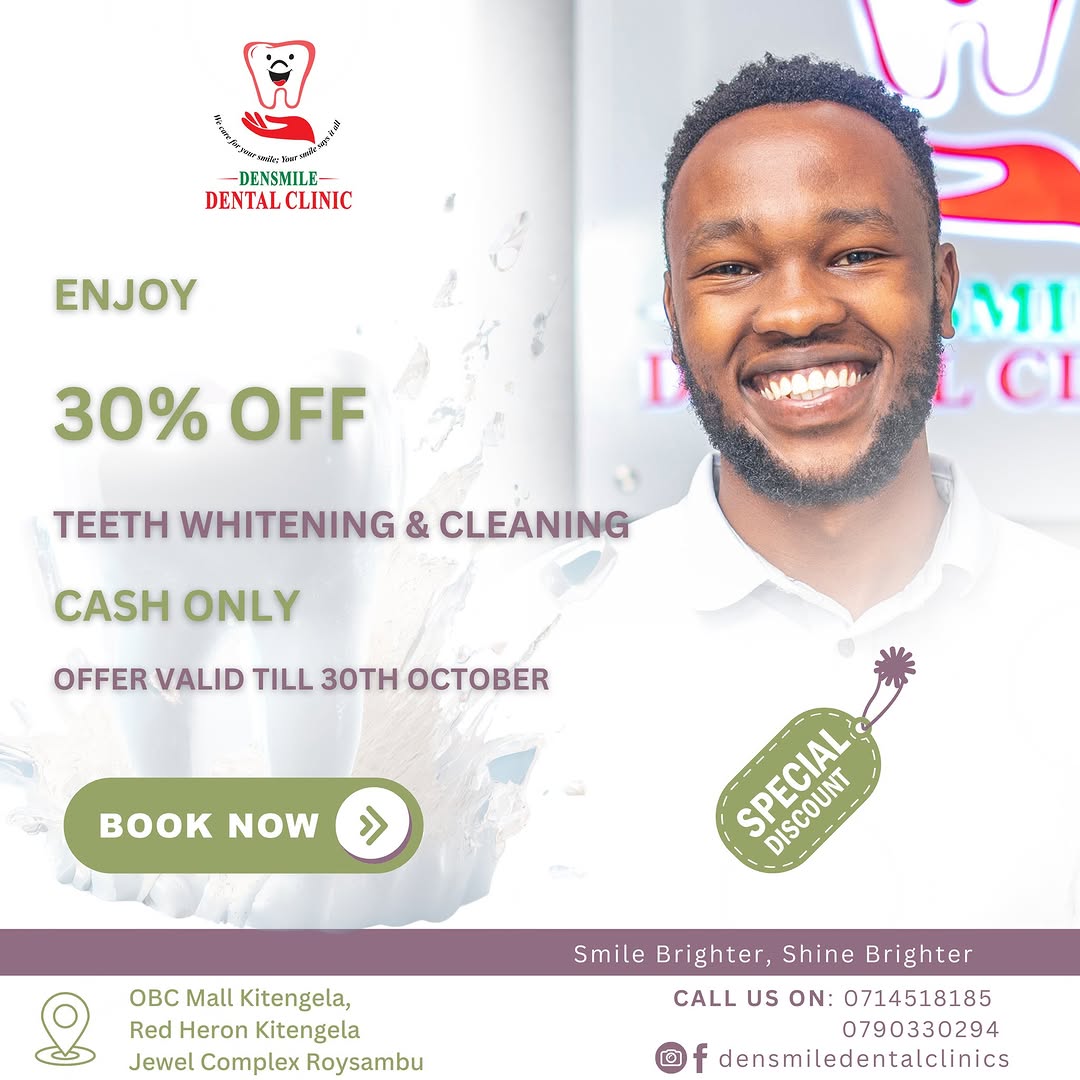 We care for your smile; Your smile says it all
DENSMILE
DENTAL CLINIC
ENJOY
30% OFF
TEETH WHITENING & CLEANING
CASH ONLY
OFFER VALID TILL 30TH OCTOBER
BOOK NOW
SPECIAL
DISCOUNT
Smile Brighter, Shine Brighter
OBC Mall Kitengela,
Red Heron Kitengela
Jewel Complex Roysambu
CALL US ON: 0714518185
0790330294
densmiledentalclinics